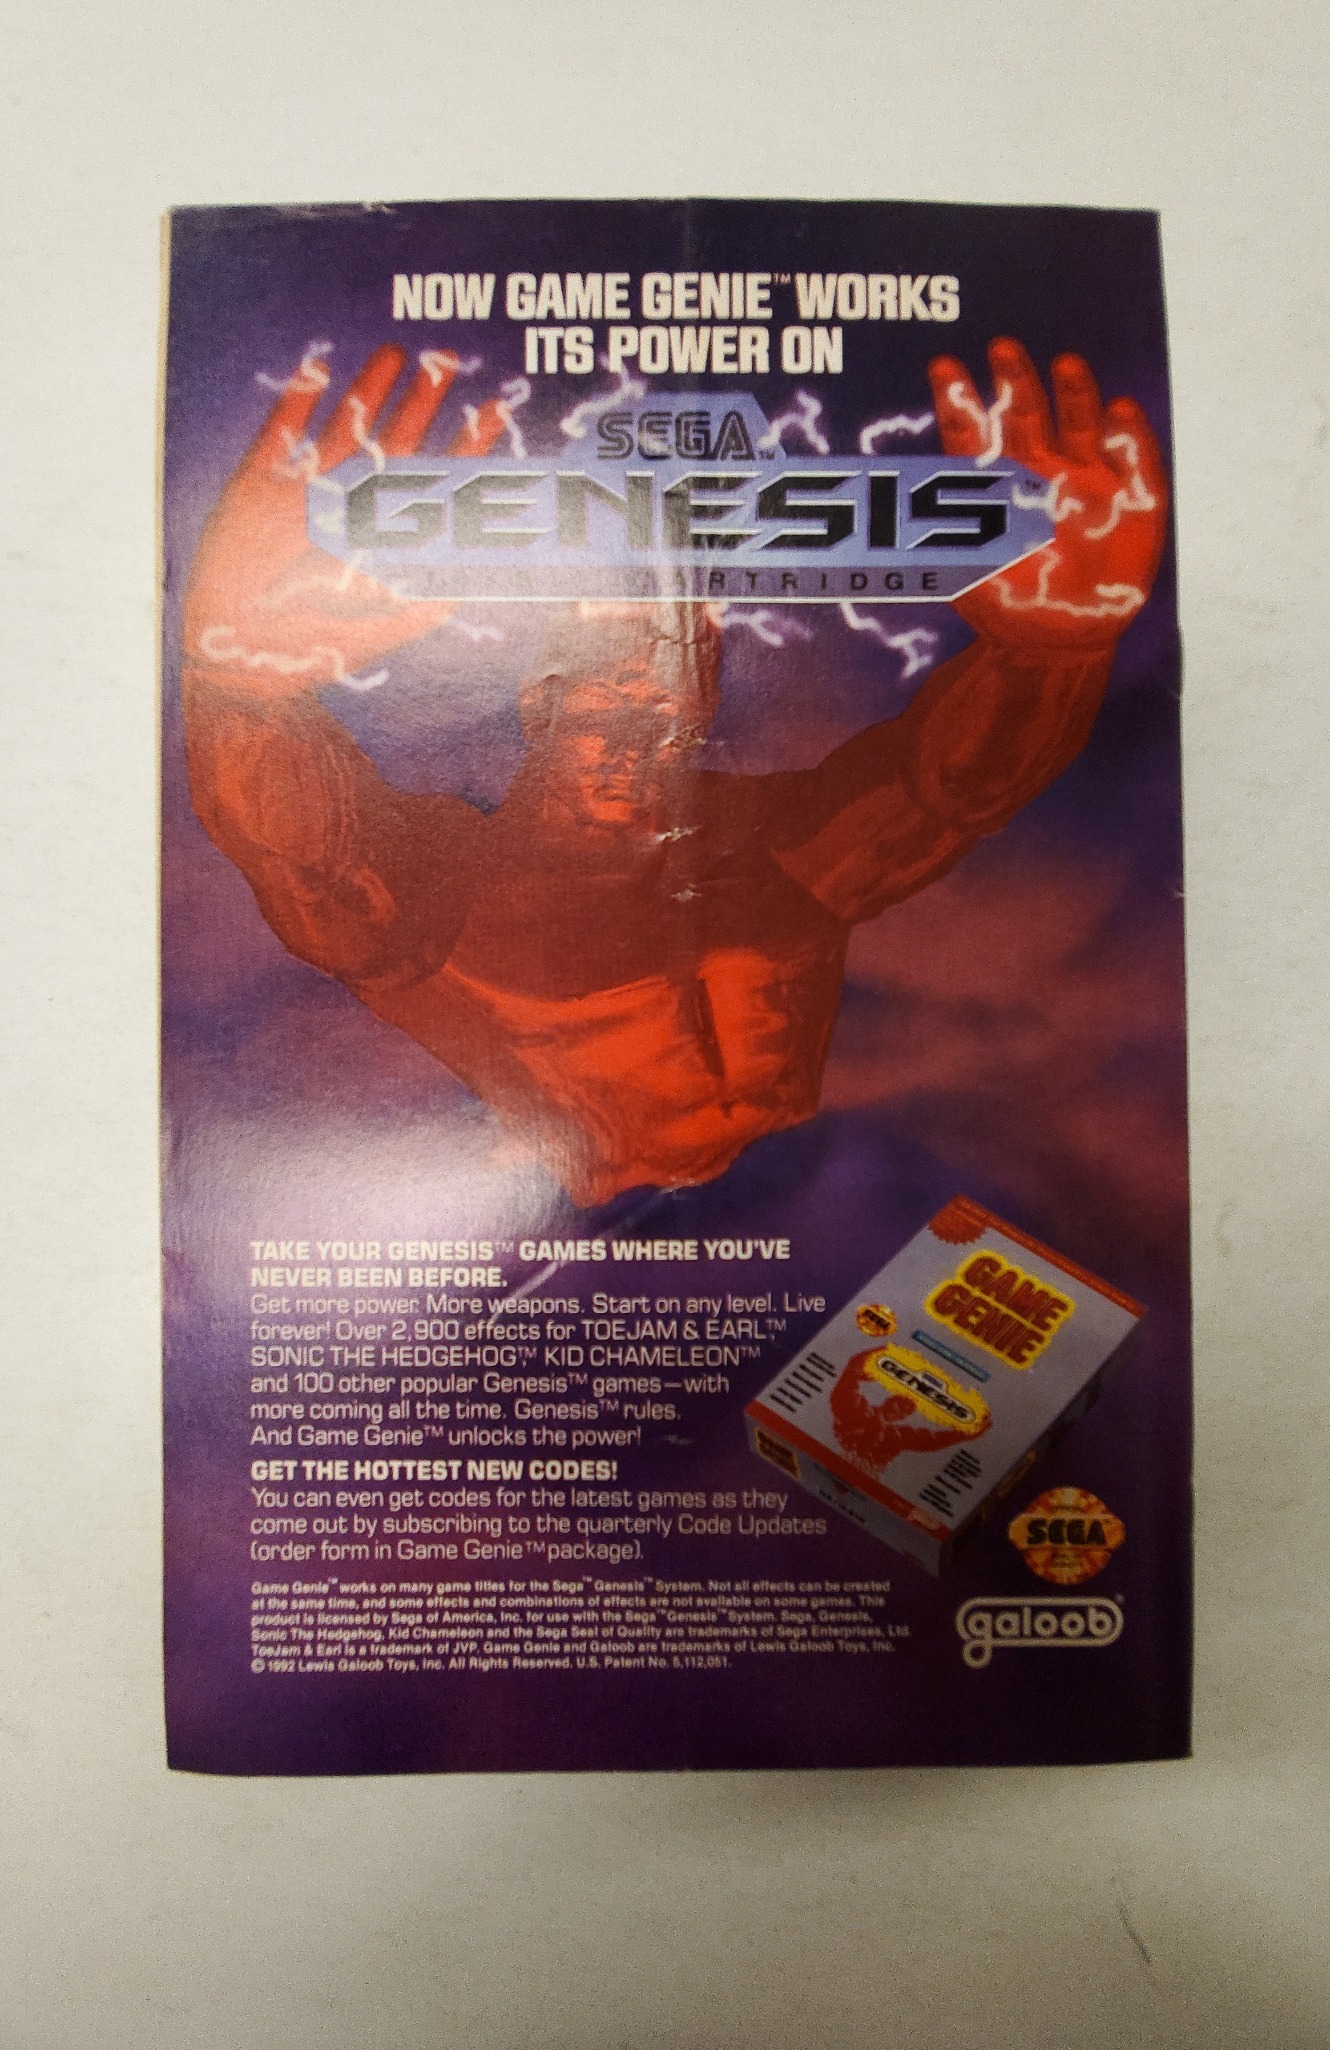 NOW GAME GENIE™ WORKS
ITS POWER ON
SEGA™
GENESIS™
CARTRIDGE
TAKE YOUR GENESIS™ GAMES WHERE YOU'VE
NEVER BEEN BEFORE.
Get more power. More weapons. Start on any level. Live
forever! Over 2,900 effects for TOEJAM & EARL,™
SONIC THE HEDGEHOG,™ KID CHAMELEON™
and 100 other popular Genesis™ games—with
more coming all the time. Genesis™ rules.
And Game Genie™ unlocks the power!
GET THE HOTTEST NEW CODES!
You can even get codes for the latest games as they
come out by subscribing to the quarterly Code Updates
(order form in Game Genie™ package).
Game Genie™ works on many game titles for the Sega™ Genesis™ System. Not all effects can be created
at the same time, and some effects and combinations of effects are not available on some games. This
product is licensed by Sega of America, Inc. for use with the Sega™ Genesis™ System. Sega, Genesis,
Sonic The Hedgehog, Kid Chameleon and the Sega Seal of Quality are trademarks of Sega Enterprises, Ltd.
ToeJam & Earl is a trademark of JVP. Game Genie and Galoob are trademarks of Lewis Galoob Toys, Inc.
© 1992 Lewis Galoob Toys, Inc. All Rights Reserved. U.S. Patent No. 5,112,051.
GAME
GENIE
GENESIS
SEGA
galoob®